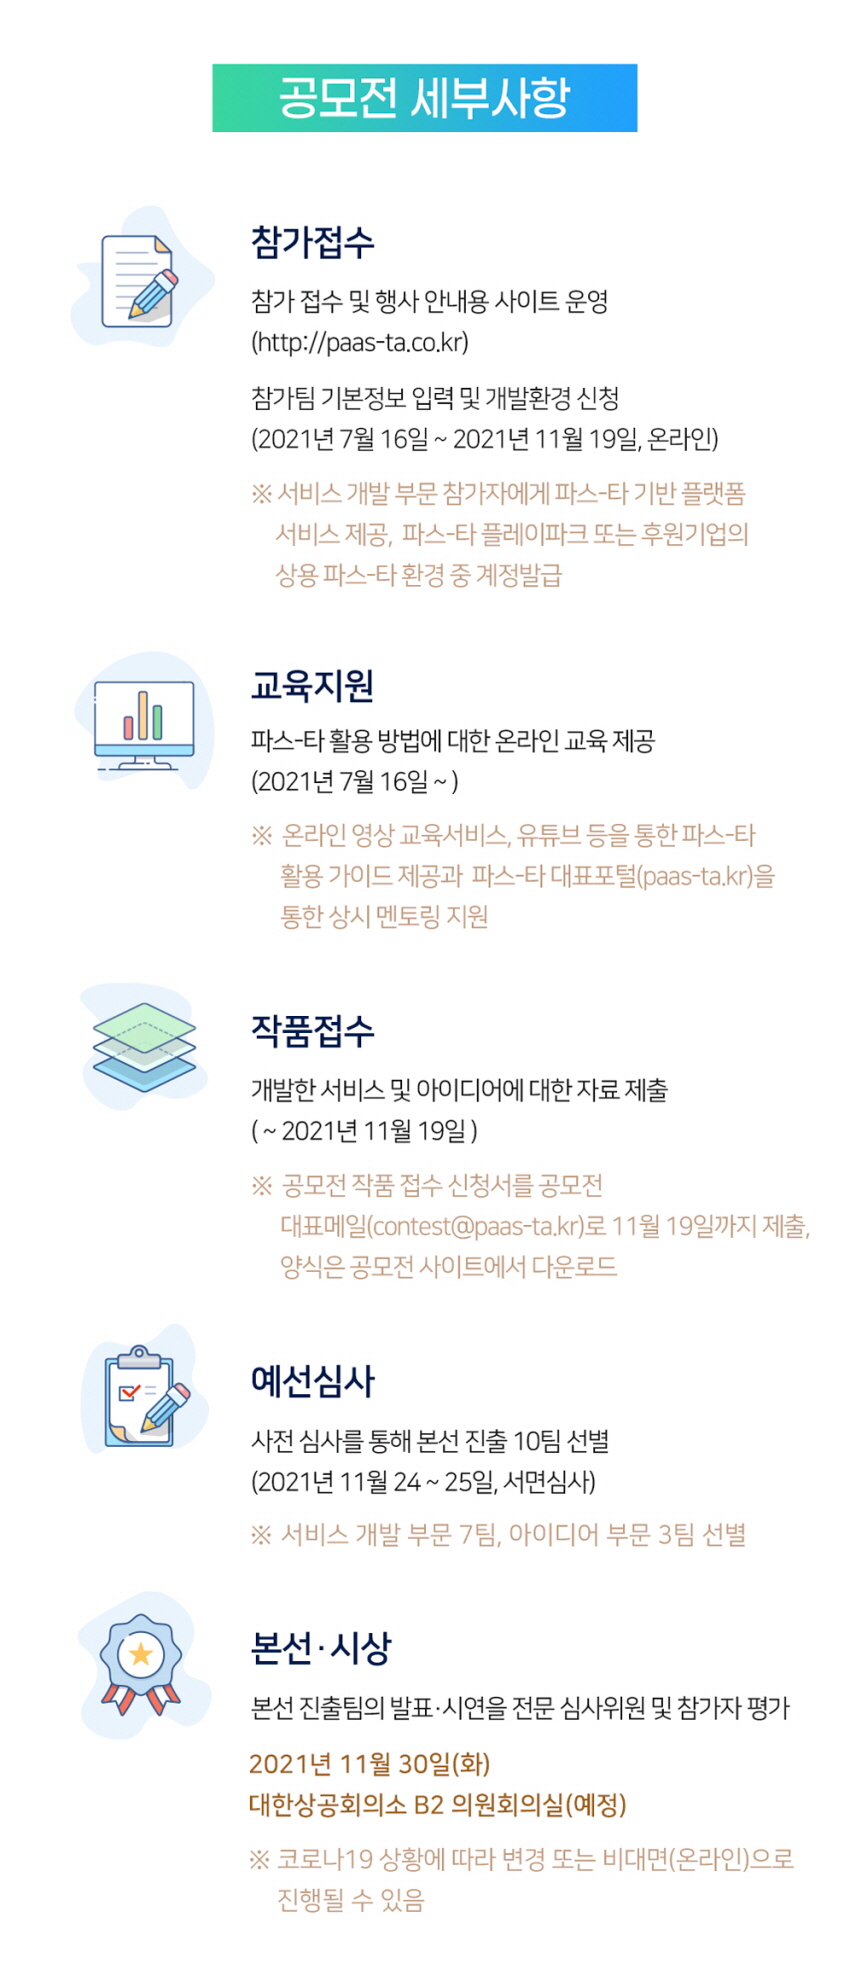 공모전 세부사항
참가접수
참가 접수 및 행사 안내용 사이트 운영
(http://paas-ta.co.kr)
참가팀 기본정보 입력 및 개발환경 신청
(2021년 7월 16일 ~ 2021년 11월 19일, 온라인)
※ 서비스 개발 부문 참가자에게 파스-타 기반 플랫폼
서비스 제공, 파스-타 플레이파크 또는 후원기업의
상용 파스-타 환경 중 계정발급
교육지원
파스-타 활용 방법에 대한 온라인 교육 제공
(2021년 7월 16일 ~ )
※ 온라인 영상 교육서비스, 유튜브 등을 통한 파스-타
활용 가이드 제공과 파스-타 대표포털(paas-ta.kr)을
통한 상시 멘토링 지원
작품접수
개발한 서비스 및 아이디어에 대한 자료 제출
( ~ 2021년 11월 19일 )
※ 공모전 작품 접수 신청서를 공모전
대표메일(contest@paas-ta.kr)로 11월 19일까지 제출,
양식은 공모전 사이트에서 다운로드
예선심사
사전 심사를 통해 본선 진출 10팀 선별
(2021년 11월 24 ~ 25일, 서면심사)
※ 서비스 개발 부문 7팀, 아이디어 부문 3팀 선별
본선·시상
본선 진출팀의 발표·시연을 전문 심사위원 및 참가자 평가
2021년 11월 30일(화)
대한상공회의소 B2 의원회의실(예정)
※ 코로나19 상황에 따라 변경 또는 비대면(온라인)으로
진행될 수 있음